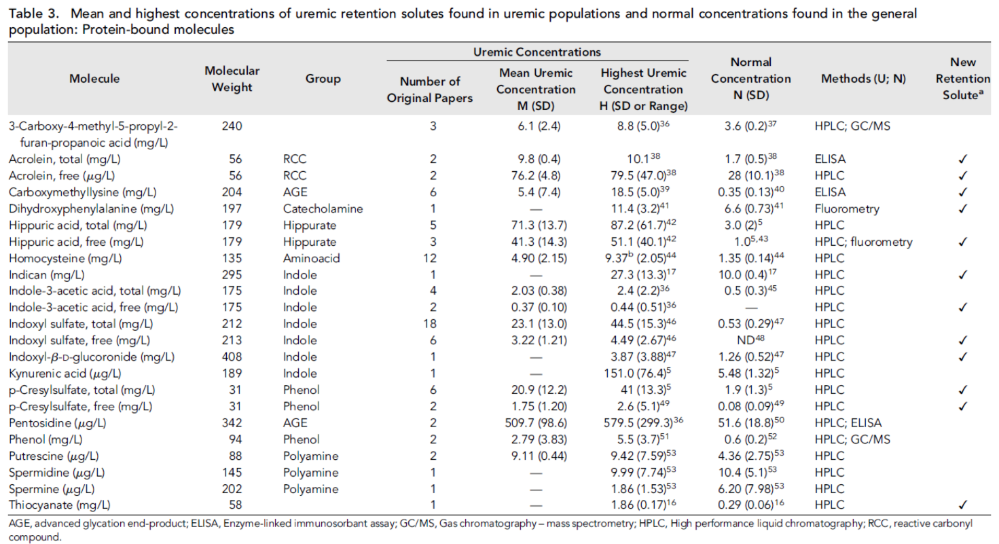 Table 3. Mean and highest concentrations of uremic retention solutes found in uremic populations and normal concentrations found in the general
population: Protein-bound molecules
Molecule Molecular Weight Group Uremic Concentrations Number of Original Papers Mean Uremic Concentration M (SD) Highest Uremic Concentration H (SD or Range) Normal Concentration N (SD) Methods (U; N) New Retention Soluteᵃ
3-Carboxy-4-methyl-5-propyl-2-
furan-propanoic acid (mg/L) 240 3 6.1 (2.4) 8.8 (5.0)³⁶ 3.6 (0.2)³⁷ HPLC; GC/MS
Acrolein, total (mg/L) 56 RCC 2 9.8 (0.4) 10.1³⁸ 1.7 (0.5)³⁸ ELISA ✓
Acrolein, free (μg/L) 56 RCC 2 76.2 (4.8) 79.5 (47.0)³⁸ 28 (10.1)³⁸ HPLC ✓
Carboxymethyllysine (mg/L) 204 AGE 6 5.4 (7.4) 18.5 (5.0)³⁹ 0.35 (0.13)⁴⁰ ELISA ✓
Dihydroxyphenylalanine (mg/L) 197 Catecholamine 1 — 11.4 (3.2)⁴¹ 6.6 (0.73)⁴¹ Fluorometry ✓
Hippuric acid, total (mg/L) 179 Hippurate 5 71.3 (13.7) 87.2 (61.7)⁴² 3.0 (2)⁵ HPLC
Hippuric acid, free (mg/L) 179 Hippurate 3 41.3 (14.3) 51.1 (40.1)⁴² 1.0⁵,⁴³ HPLC; fluorometry ✓
Homocysteine (mg/L) 135 Aminoacid 12 4.90 (2.15) 9.37ᵇ (2.05)⁴⁴ 1.35 (0.14)⁴⁴ HPLC
Indican (mg/L) 295 Indole 1 — 27.3 (13.3)¹⁷ 10.0 (0.4)¹⁷ HPLC ✓
Indole-3-acetic acid, total (mg/L) 175 Indole 4 2.03 (0.38) 2.4 (2.2)³⁶ 0.5 (0.3)⁴⁵ HPLC
Indole-3-acetic acid, free (mg/L) 175 Indole 2 0.37 (0.10) 0.44 (0.51)³⁶ — HPLC ✓
Indoxyl sulfate, total (mg/L) 212 Indole 18 23.1 (13.0) 44.5 (15.3)⁴⁶ 0.53 (0.29)⁴⁷ HPLC
Indoxyl sulfate, free (mg/L) 213 Indole 6 3.22 (1.21) 4.49 (2.67)⁴⁶ ND⁴⁸ HPLC ✓
Indoxyl-β-D-glucoronide (mg/L) 408 Indole 1 — 3.87 (3.88)⁴⁷ 1.26 (0.52)⁴⁷ HPLC ✓
Kynurenic acid (μg/L) 189 Indole 1 — 151.0 (76.4)⁵ 5.48 (1.32)⁵ HPLC
p-Cresylsulfate, total (mg/L) 31 Phenol 6 20.9 (12.2) 41 (13.3)⁵ 1.9 (1.3)⁵ HPLC ✓
p-Cresylsulfate, free (mg/L) 31 Phenol 2 1.75 (1.20) 2.6 (5.1)⁴⁹ 0.08 (0.09)⁴⁹ HPLC ✓
Pentosidine (μg/L) 342 AGE 2 509.7 (98.6) 579.5 (299.3)³⁶ 51.6 (18.8)⁵⁰ HPLC; ELISA
Phenol (mg/L) 94 Phenol 2 2.79 (3.83) 5.5 (3.7)⁵¹ 0.6 (0.2)⁵² HPLC; GC/MS
Putrescine (μg/L) 88 Polyamine 2 9.11 (0.44) 9.42 (7.59)⁵³ 4.36 (2.75)⁵³ HPLC
Spermidine (μg/L) 145 Polyamine 1 — 9.99 (7.74)⁵³ 10.4 (5.1)⁵³ HPLC
Spermine (μg/L) 202 Polyamine 1 — 1.86 (1.53)⁵³ 6.20 (7.98)⁵³ HPLC
Thiocyanate (mg/L) 58 1 — 1.86 (0.17)¹⁶ 0.29 (0.06)¹⁶ HPLC ✓
AGE, advanced glycation end-product; ELISA, Enzyme-linked immunosorbant assay; GC/MS, Gas chromatography – mass spectrometry; HPLC, High performance liquid chromatography; RCC, reactive carbonyl
compound.